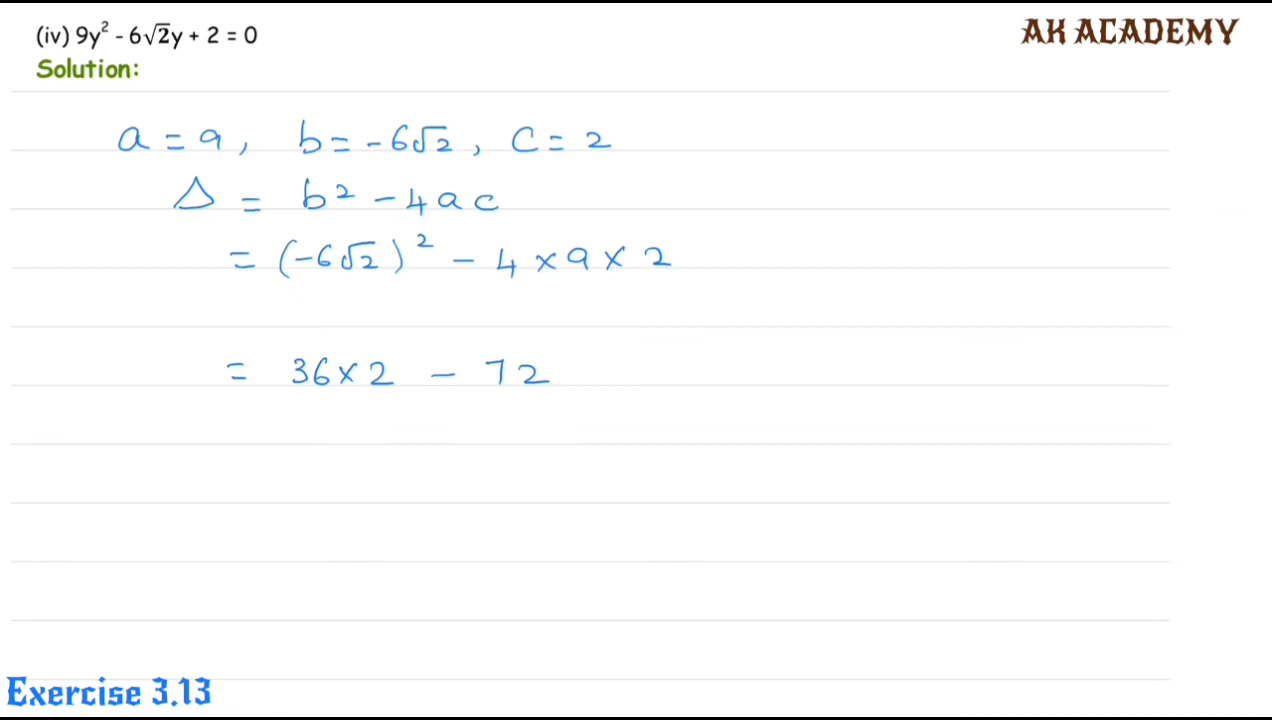 (iv) 9y² - 6√2y + 2 = 0
AK ACADEMY
Solution:
a = 9, b = -6√2, c = 2
Δ = b² - 4ac
= (-6√2)² - 4 × 9 × 2
= 36 × 2 - 72
Exercise 3.13